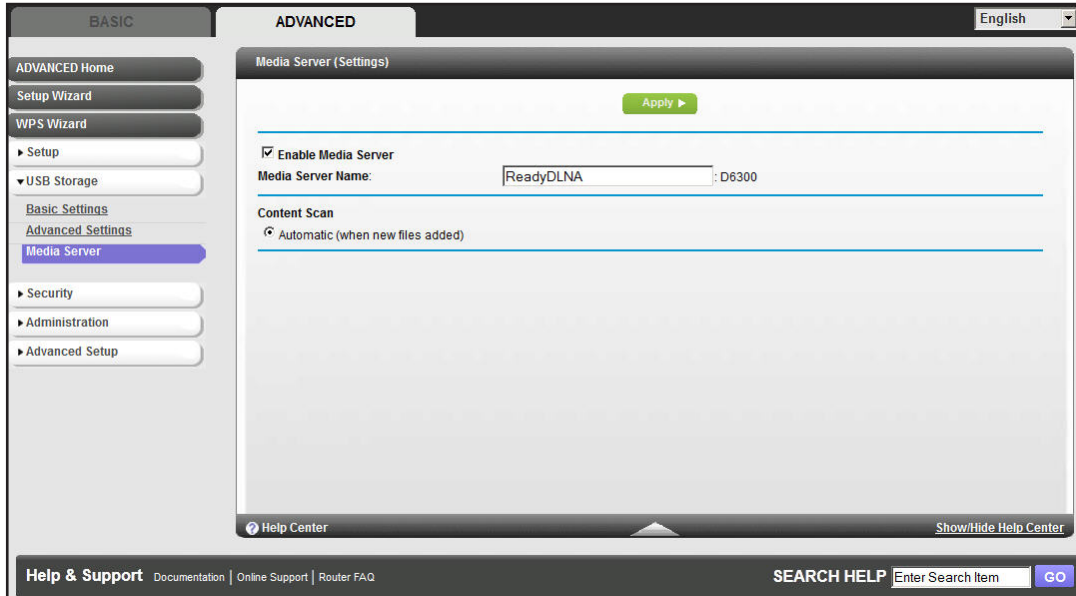 BASIC
ADVANCED
English
ADVANCED Home
Setup Wizard
WPS Wizard
Setup
USB Storage
Basic Settings
Advanced Settings
Media Server
Security
Administration
Advanced Setup
Media Server (Settings)
Apply
Enable Media Server
Media Server Name: ReadyDLNA : D6300
Content Scan
Automatic (when new files added)
Help Center
Show/Hide Help Center
Help & Support Documentation | Online Support | Router FAQ
SEARCH HELP Enter Search Item GO